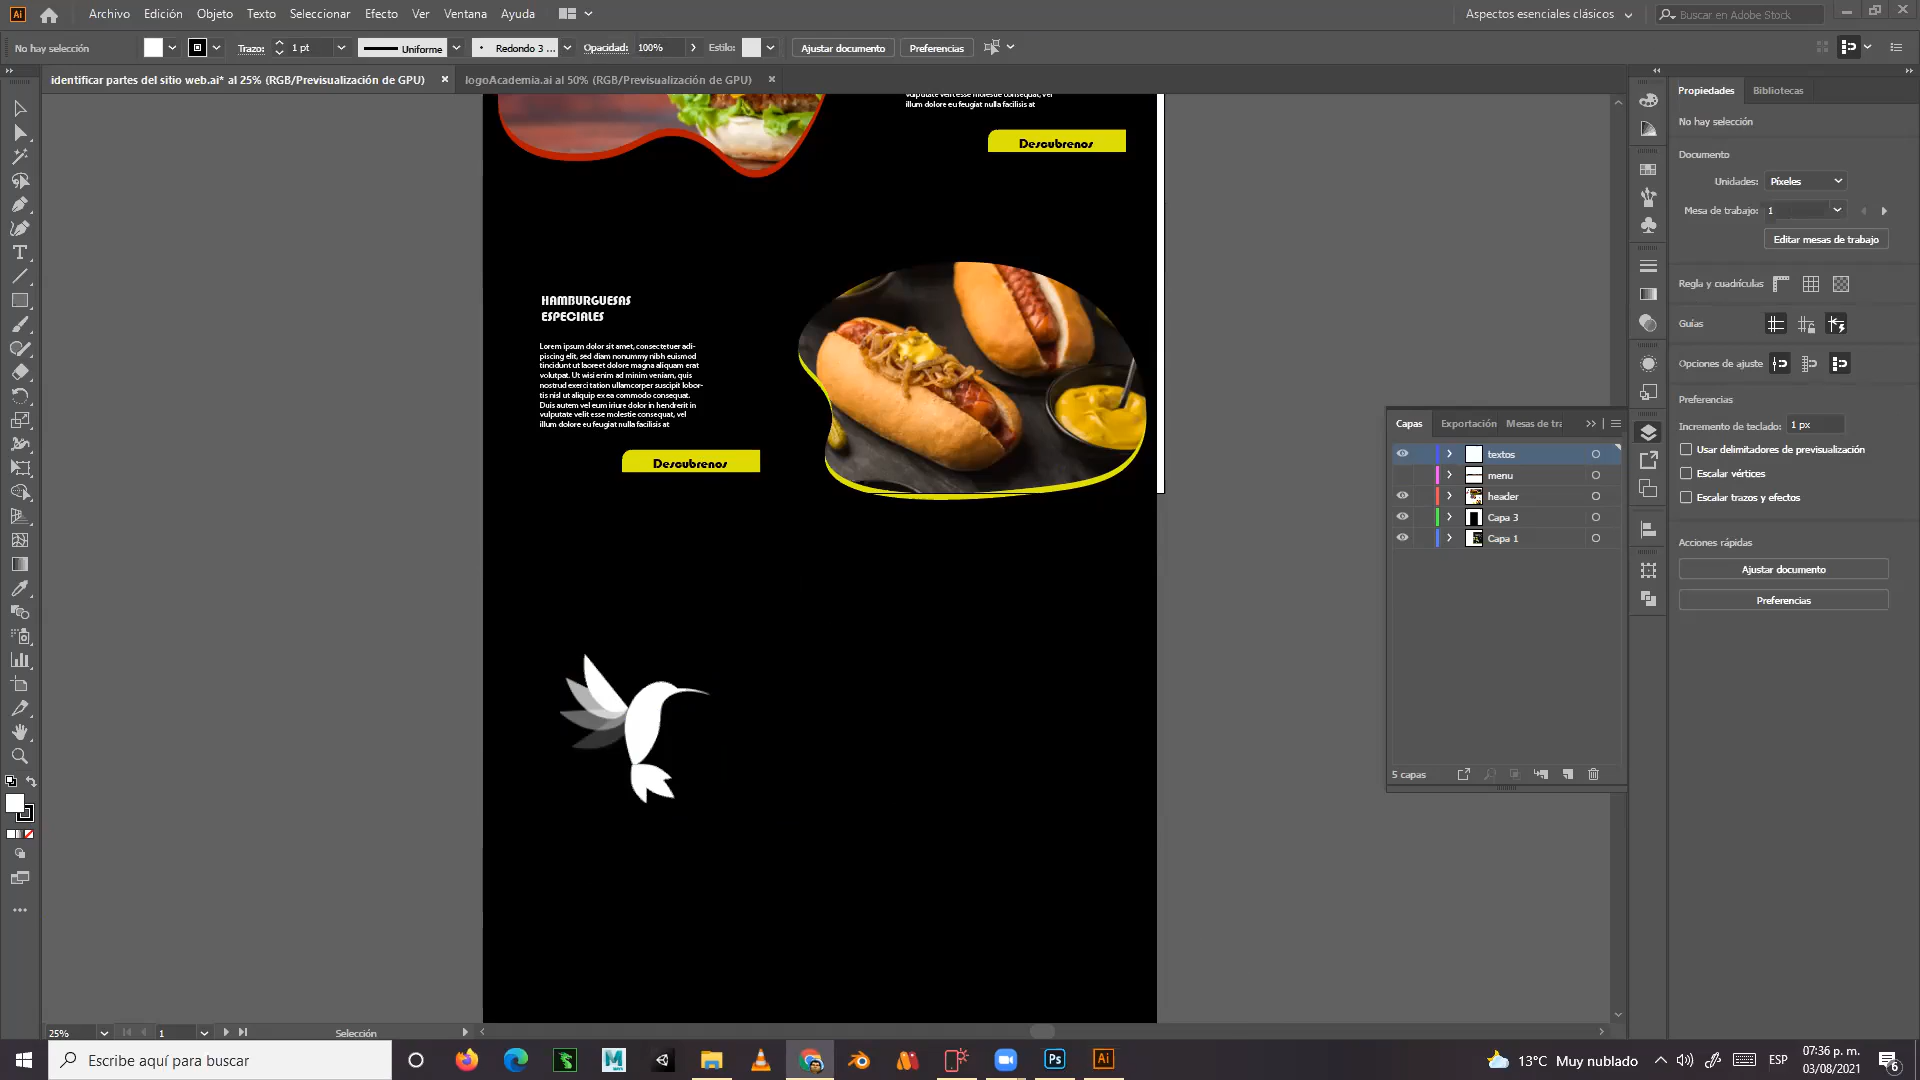 Archivo Edición Objeto Texto Seleccionar Efecto Ver Ventana Ayuda
Aspectos esenciales clásicos
Buscar en Adobe Stock
No hay selección
Trazo: 1 pt
Uniforme
Redondo 3 ...
Opacidad: 100%
Estilo:
Ajustar documento
Preferencias
identificar partes del sitio web.ai* al 25% (RGB/Previsualización de GPU)
logoAcademia.ai al 50% (RGB/Previsualización de GPU)
illum dolore eu feugiat nulla facilisis at
Descubrenos
HAMBURGUESAS
ESPECIALES
Lorem ipsum dolor sit amet, consectetuer adi-
piscing elit, sed diam nonummy nibh euismod
tincidunt ut laoreet dolore magna aliquam erat
volutpat. Ut wisi enim ad minim veniam, quis
nostrud exerci tation ullamcorper suscipit lobor-
tis nisl ut aliquip ex ea commodo consequat.
Duis autem vel eum iriure dolor in hendrerit in
vulputate velit esse molestie consequat, vel
illum dolore eu feugiat nulla facilisis at
Descubrenos
Capas Exportación Mesas de tra
textos
menu
header
Capa 3
Capa 1
5 capas
Propiedades Bibliotecas
No hay selección
Documento
Unidades: Píxeles
Mesa de trabajo: 1
Editar mesas de trabajo
Regla y cuadrículas
Guías
Opciones de ajuste
Preferencias
Incremento de teclado: 1 px
Usar delimitadores de previsualización
Escalar vértices
Escalar trazos y efectos
Acciones rápidas
Ajustar documento
Preferencias
25% 1 Selección
Escribe aquí para buscar
13°C Muy nublado
ESP
07:36 p. m.
03/08/2021
6